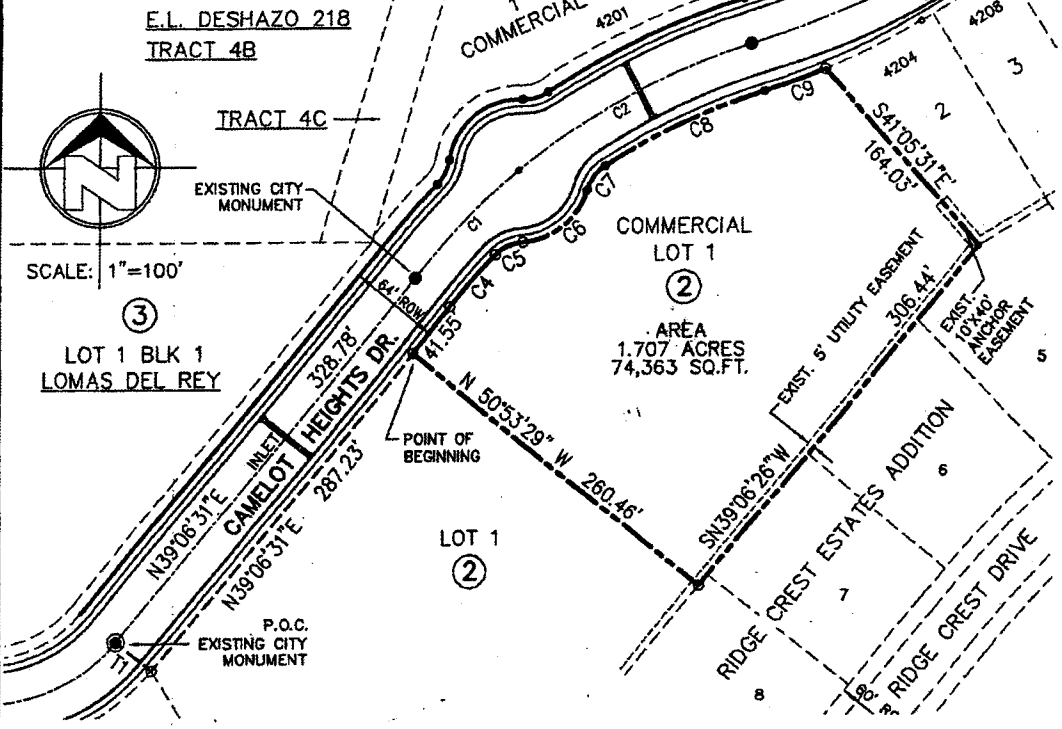 E.L. DESHAZO 218
TRACT 4B
TRACT 4C
COMMERCIAL
1
4201
4208
4204
3
2
N
SCALE: 1"=100'
EXISTING CITY
MONUMENT
3
LOT 1 BLK 1
LOMAS DEL REY
C1
C2
C4
C5
C6
C7
C8
C9
S41°05'31"E
164.03'
COMMERCIAL
LOT 1
2
AREA
1.707 ACRES
74,363 SQ.FT.
EXIST. 5' UTILITY EASEMENT
306.44'
EXIST.
10'X40'
ANCHOR
EASEMENT
5
64' ROW
41.55'
328.78'
CAMELOT HEIGHTS DR.
INLET
287.23'
N39°06'31"E
N39°06'31"E
POINT OF
BEGINNING
N 50°53'29" W 260.46'
SN39°06'26"W
LOT 1
2
P.O.C.
EXISTING CITY
MONUMENT
RIDGE CREST ESTATES ADDITION
6
7
8
RIDGE CREST DRIVE
60'